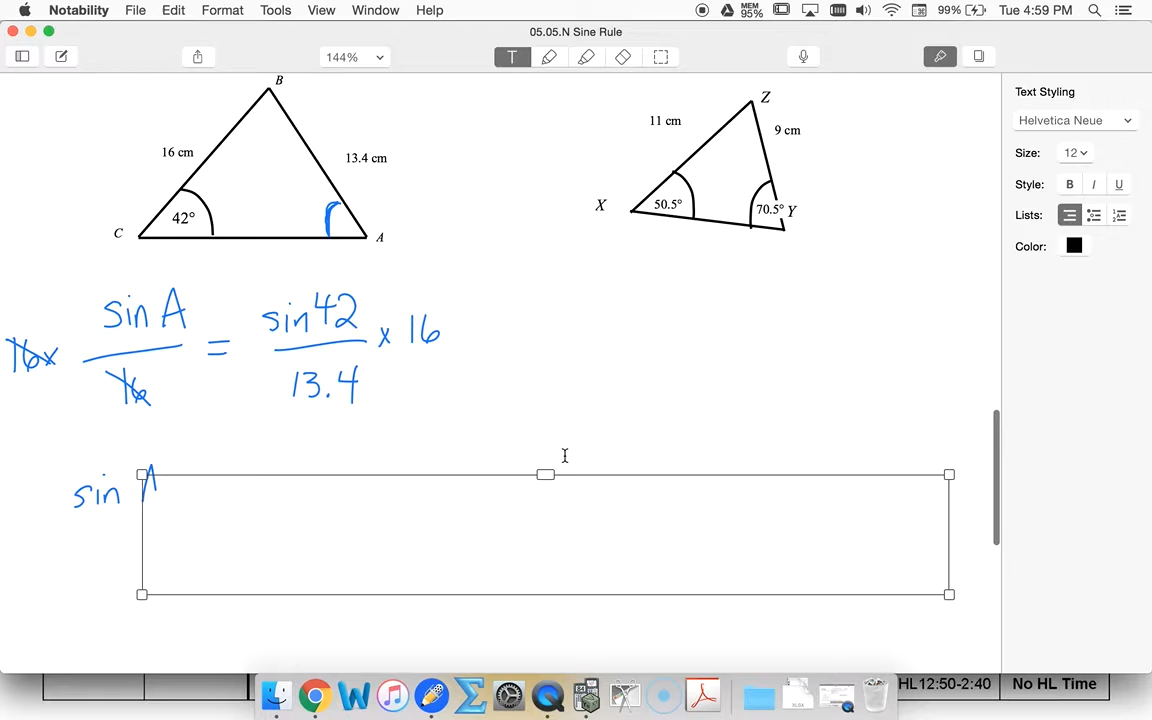 Notability File Edit Format Tools View Window Help MEM 95% 99% Tue 4:59 PM
05.05.N Sine Rule
144% T
Text Styling
Helvetica Neue
Size: 12
Style: B I U
Lists:
Color:
B
16 cm 13.4 cm
42°
C A
Z
11 cm 9 cm
X 50.5° 70.5° Y
16x sin A / 16 = sin 42 / 13.4 x 16
sin A
HL12:50-2:40 No HL Time